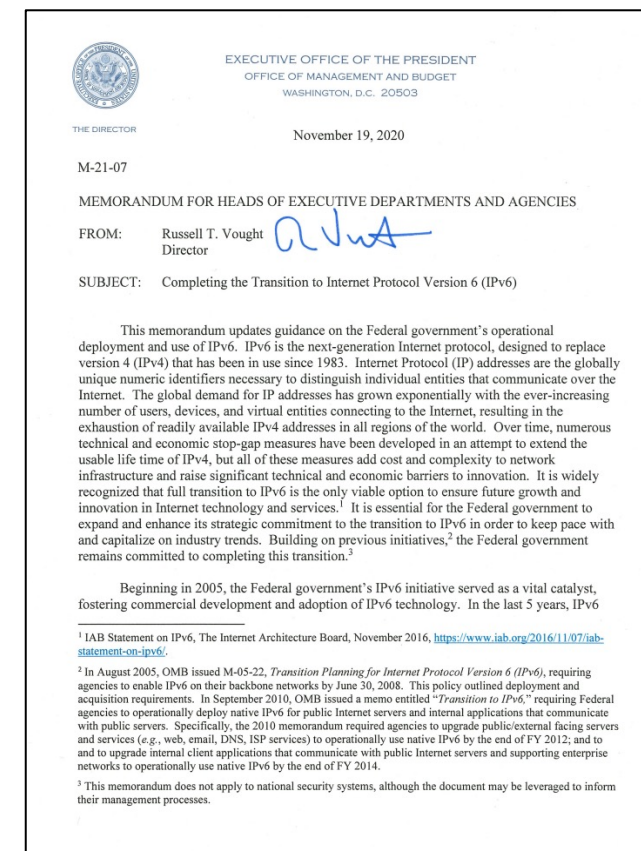 EXECUTIVE OFFICE OF THE PRESIDENT
OFFICE OF MANAGEMENT AND BUDGET
WASHINGTON, D.C. 20503
THE DIRECTOR
November 19, 2020
M-21-07
MEMORANDUM FOR HEADS OF EXECUTIVE DEPARTMENTS AND AGENCIES
FROM: Russell T. Vought
Director
SUBJECT: Completing the Transition to Internet Protocol Version 6 (IPv6)
This memorandum updates guidance on the Federal government's operational
deployment and use of IPv6. IPv6 is the next-generation Internet protocol, designed to replace
version 4 (IPv4) that has been in use since 1983. Internet Protocol (IP) addresses are the globally
unique numeric identifiers necessary to distinguish individual entities that communicate over the
Internet. The global demand for IP addresses has grown exponentially with the ever-increasing
number of users, devices, and virtual entities connecting to the Internet, resulting in the
exhaustion of readily available IPv4 addresses in all regions of the world. Over time, numerous
technical and economic stop-gap measures have been developed in an attempt to extend the
usable life time of IPv4, but all of these measures add cost and complexity to network
infrastructure and raise significant technical and economic barriers to innovation. It is widely
recognized that full transition to IPv6 is the only viable option to ensure future growth and
innovation in Internet technology and services.1 It is essential for the Federal government to
expand and enhance its strategic commitment to the transition to IPv6 in order to keep pace with
and capitalize on industry trends. Building on previous initiatives,2 the Federal government
remains committed to completing this transition.3
Beginning in 2005, the Federal government's IPv6 initiative served as a vital catalyst,
fostering commercial development and adoption of IPv6 technology. In the last 5 years, IPv6
1 IAB Statement on IPv6, The Internet Architecture Board, November 2016, https://www.iab.org/2016/11/07/iab-
statement-on-ipv6/.
2 In August 2005, OMB issued M-05-22, Transition Planning for Internet Protocol Version 6 (IPv6), requiring
agencies to enable IPv6 on their backbone networks by June 30, 2008. This policy outlined deployment and
acquisition requirements. In September 2010, OMB issued a memo entitled "Transition to IPv6," requiring Federal
agencies to operationally deploy native IPv6 for public Internet servers and internal applications that communicate
with public servers. Specifically, the 2010 memorandum required agencies to upgrade public/external facing servers
and services (e.g., web, email, DNS, ISP services) to operationally use native IPv6 by the end of FY 2012; and to
and to upgrade internal client applications that communicate with public Internet servers and supporting enterprise
networks to operationally use native IPv6 by the end of FY 2014.
3 This memorandum does not apply to national security systems, although the document may be leveraged to inform
their management processes.